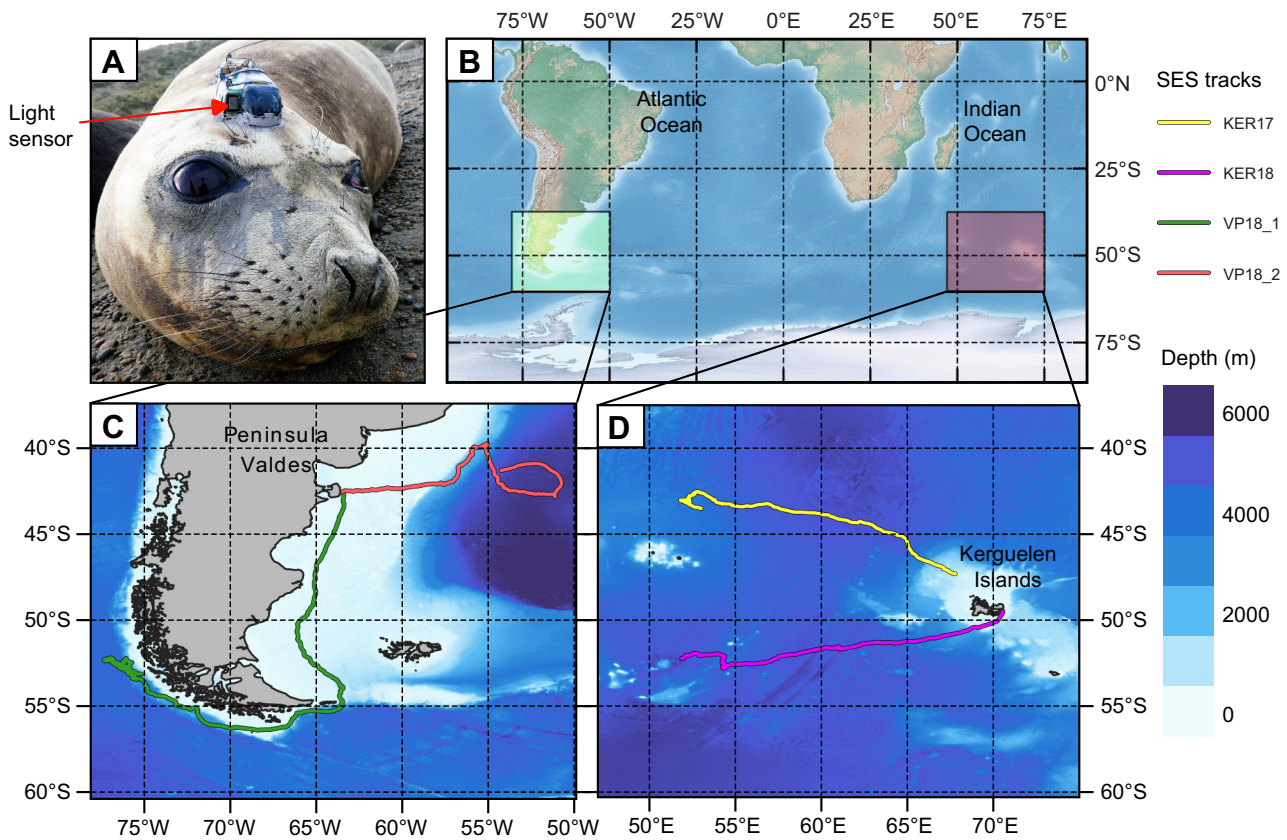 75°W 50°W 25°W 0°E 25°E 50°E 75°E
A
B
Light
sensor
Atlantic
Ocean
Indian
Ocean
0°N
25°S
50°S
75°S
SES tracks
KER17
KER18
VP18_1
VP18_2
Depth (m)
6000
4000
2000
0
C
Peninsula
Valdes
40°S
45°S
50°S
55°S
60°S
75°W 70°W 65°W 60°W 55°W 50°W
D
Kerguelen
Islands
40°S
45°S
50°S
55°S
60°S
50°E 55°E 60°E 65°E 70°E